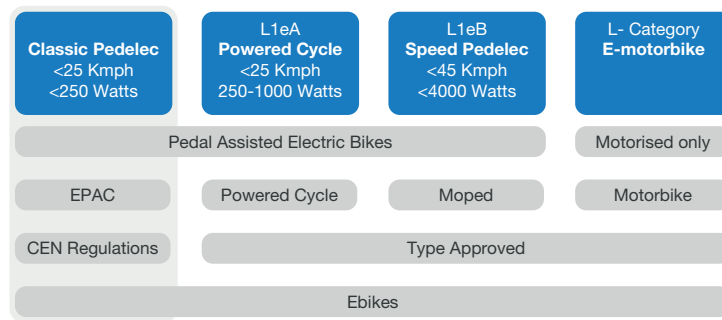 Classic Pedelec
<25 Kmph
<250 Watts
L1eA
Powered Cycle
<25 Kmph
250-1000 Watts
L1eB
Speed Pedelec
<45 Kmph
<4000 Watts
L- Category
E-motorbike
Pedal Assisted Electric Bikes
Motorised only
EPAC
Powered Cycle
Moped
Motorbike
CEN Regulations
Type Approved
Ebikes